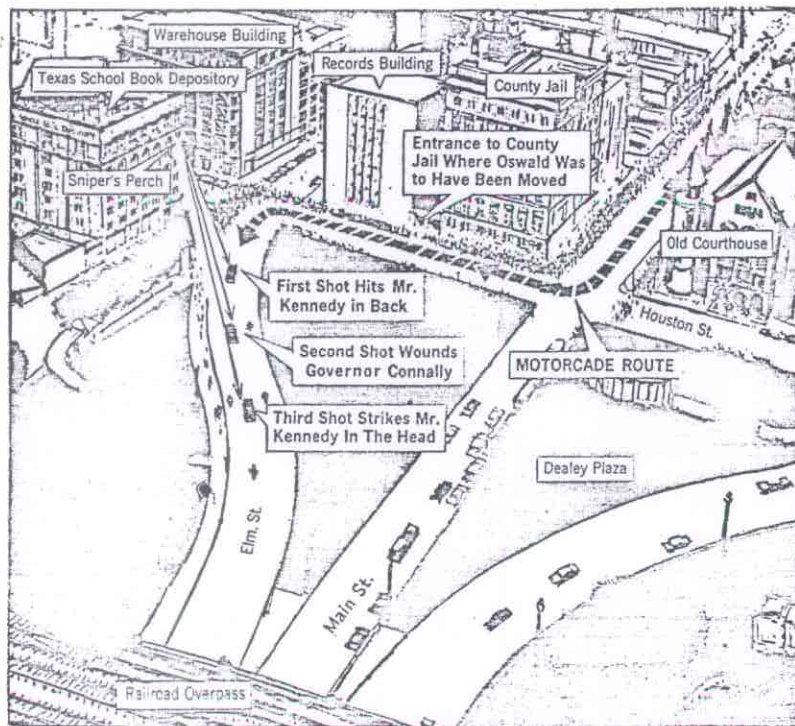 Warehouse Building
Texas School Book Depository
Records Building
County Jail
Sniper's Perch
Entrance to County
Jail Where Oswald Was
to Have Been Moved
Old Courthouse
First Shot Hits Mr.
Kennedy in Back
Houston St.
Second Shot Wounds
Governor Connally
MOTORCADE ROUTE
Third Shot Strikes Mr.
Kennedy In The Head
Dealey Plaza
Elm. St.
Main St.
Railroad Overpass